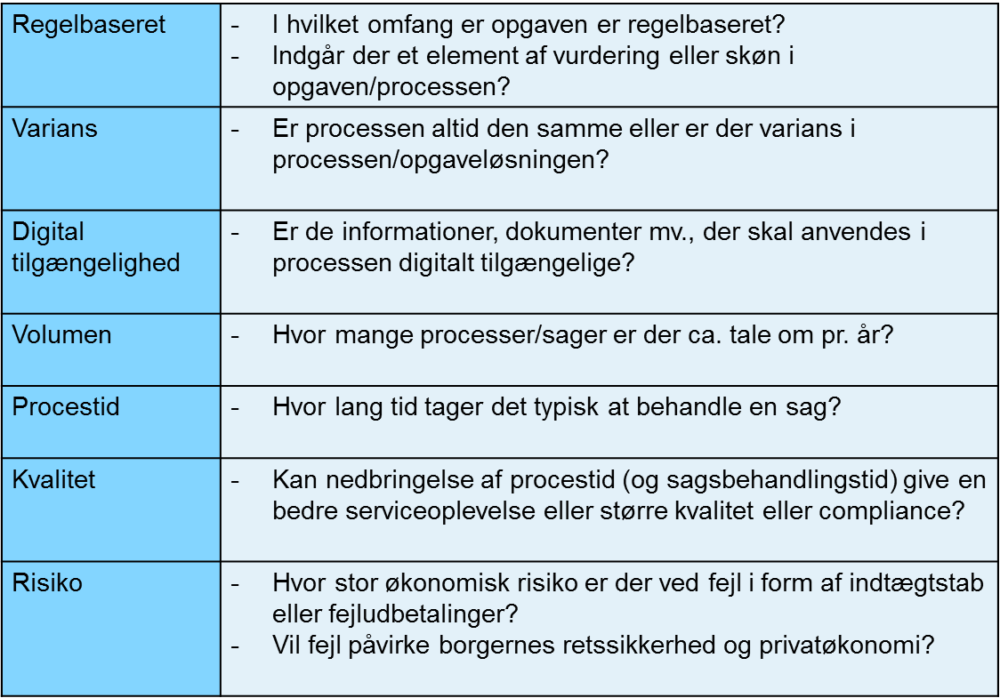 Regelbaseret
- I hvilket omfang er opgaven er regelbaseret?
- Indgår der et element af vurdering eller skøn i
opgaven/processen?
Varians
- Er processen altid den samme eller er der varians i
processen/opgaveløsningen?
Digital
tilgængelighed
- Er de informationer, dokumenter mv., der skal anvendes i
processen digitalt tilgængelige?
Volumen
- Hvor mange processer/sager er der ca. tale om pr. år?
Procestid
- Hvor lang tid tager det typisk at behandle en sag?
Kvalitet
- Kan nedbringelse af procestid (og sagsbehandlingstid) give en
bedre serviceoplevelse eller større kvalitet eller compliance?
Risiko
- Hvor stor økonomisk risiko er der ved fejl i form af indtægtstab
eller fejludbetalinger?
- Vil fejl påvirke borgernes retssikkerhed og privatøkonomi?